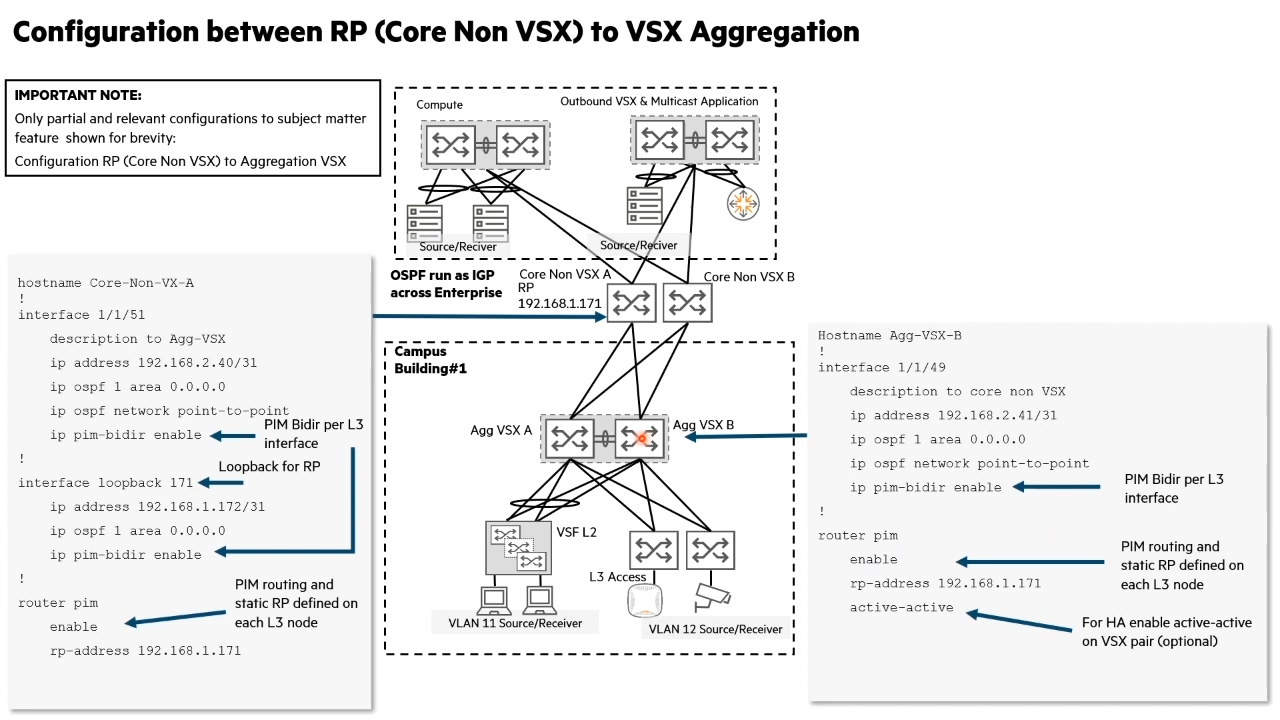 Configuration between RP (Core Non VSX) to VSX Aggregation
IMPORTANT NOTE:
Only partial and relevant configurations to subject matter
feature shown for brevity:
Configuration RP (Core Non VSX) to Aggregation VSX
Compute
Outbound VSX & Multicast Application
Source/Reciver
Source/Reciver
OSPF run as IGP
across Enterprise
Core Non VSX A
RP
192.168.1.171
Core Non VSX B
hostname Core-Non-VX-A
!
interface 1/1/51
description to Agg-VSX
ip address 192.168.2.40/31
ip ospf 1 area 0.0.0.0
ip ospf network point-to-point
ip pim-bidir enable
!
interface loopback 171
ip address 192.168.1.172/31
ip ospf 1 area 0.0.0.0
ip pim-bidir enable
!
router pim
enable
rp-address 192.168.1.171
PIM Bidir per L3
interface
Loopback for RP
PIM routing and
static RP defined on
each L3 node
Campus
Building#1
Agg VSX A
Agg VSX B
VSF L2
L3 Access
VLAN 11 Source/Receiver
VLAN 12 Source/Receiver
Hostname Agg-VSX-B
!
interface 1/1/49
description to core non VSX
ip address 192.168.2.41/31
ip ospf 1 area 0.0.0.0
ip ospf network point-to-point
ip pim-bidir enable
!
router pim
enable
rp-address 192.168.1.171
active-active
PIM Bidir per L3
interface
PIM routing and
static RP defined on
each L3 node
For HA enable active-active
on VSX pair (optional)